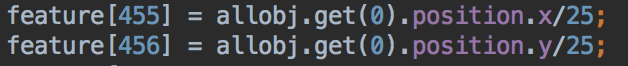 feature[455] = allobj.get(0).position.x/25;
feature[456] = allobj.get(0).position.y/25;